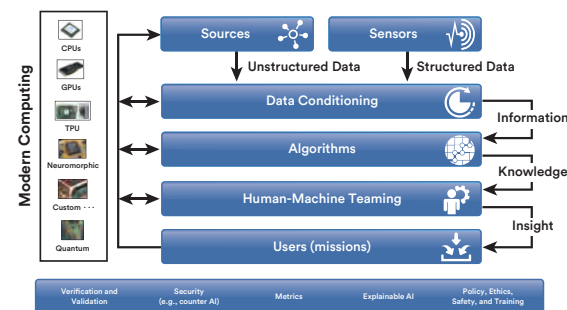 Modern Computing
CPUs
GPUs
TPU
Neuromorphic
Custom ...
Quantum
Sources
Sensors
Unstructured Data
Structured Data
Data Conditioning
Information
Algorithms
Knowledge
Human-Machine Teaming
Insight
Users (missions)
Verification and
Validation
Security
(e.g., counter AI)
Metrics
Explainable AI
Policy, Ethics,
Safety, and Training